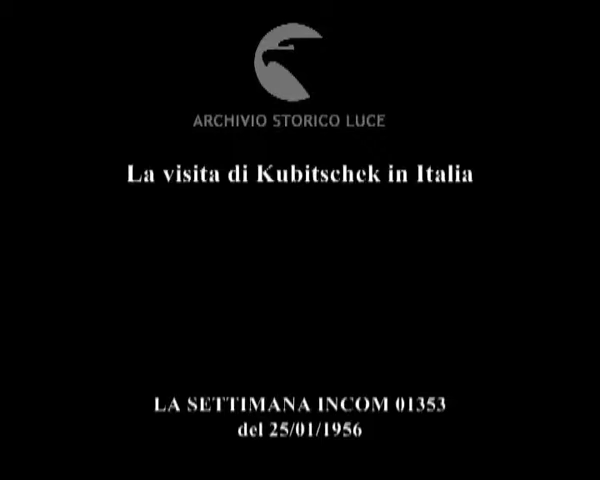 ARCHIVIO STORICO LUCE
La visita di Kubitschek in Italia
LA SETTIMANA INCOM 01353
del 25/01/1956